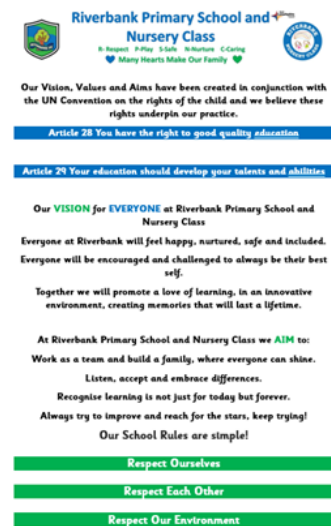 Riverbank Primary School and
Nursery Class
R- Respect P-Play S-Safe N-Nurture C-Caring
Many Hearts Make Our Family
Our Vision, Values and Aims have been created in conjunction with
the UN Convention on the rights of the child and we believe these
rights underpin our practice.
Article 28 You have the right to good quality education
Article 29 Your education should develop your talents and abilities
Our VISION for EVERYONE at Riverbank Primary School and
Nursery Class
Everyone at Riverbank will feel happy, nurtured, safe and included.
Everyone will be encouraged and challenged to always be their best
self.
Together we will promote a love of learning, in an innovative
environment, creating memories that will last a lifetime.
At Riverbank Primary School and Nursery Class we AIM to:
Work as a team and build a family, where everyone can shine.
Listen, accept and embrace differences.
Recognise learning is not just for today but forever.
Always try to improve and reach for the stars, keep trying!
Our School Rules are simple!
Respect Ourselves
Respect Each Other
Respect Our Environment